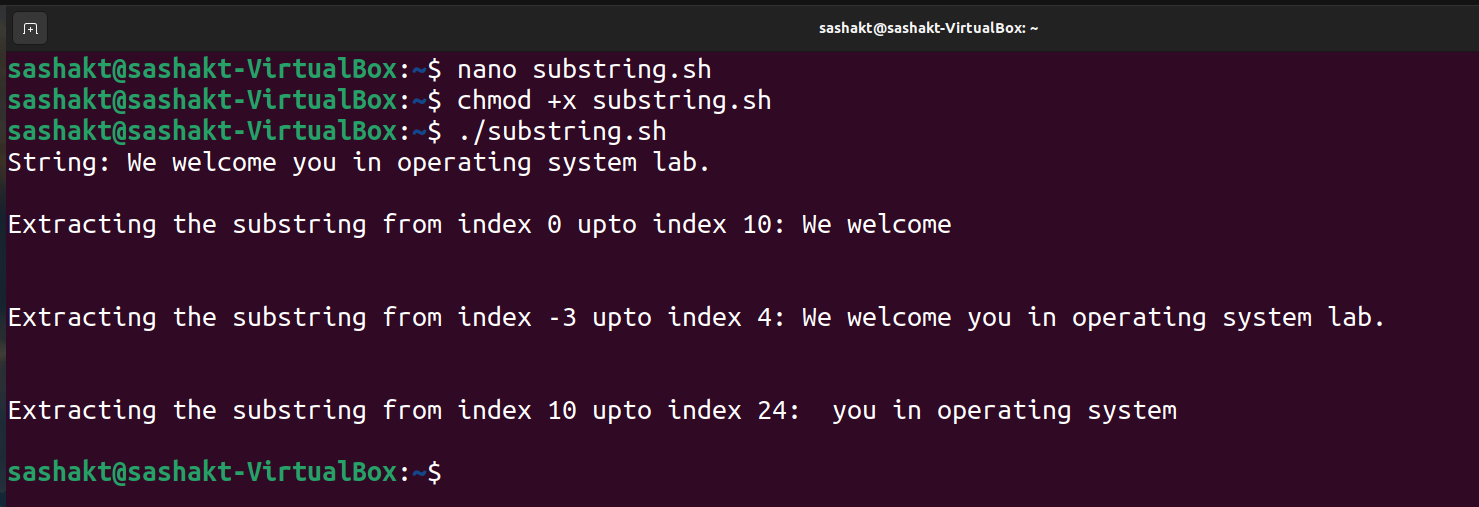 sashakt@sashakt-VirtualBox: ~
sashakt@sashakt-VirtualBox:~$ nano substring.sh
sashakt@sashakt-VirtualBox:~$ chmod +x substring.sh
sashakt@sashakt-VirtualBox:~$ ./substring.sh
String: We welcome you in operating system lab.
Extracting the substring from index 0 upto index 10: We welcome
Extracting the substring from index -3 upto index 4: We welcome you in operating system lab.
Extracting the substring from index 10 upto index 24:  you in operating system
sashakt@sashakt-VirtualBox:~$